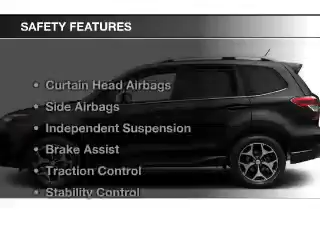 SAFETY FEATURES
• Curtain Head Airbags
• Side Airbags
• Independent Suspension
• Brake Assist
• Traction Control
• Stability Control